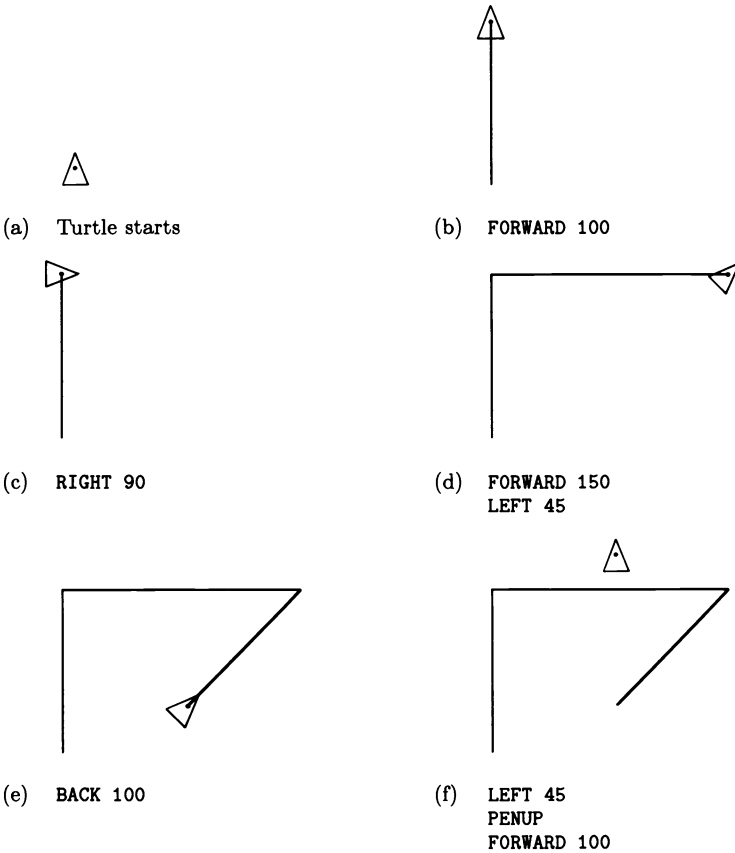 (a) Turtle starts
(b) FORWARD 100
(c) RIGHT 90
(d) FORWARD 150
LEFT 45
(e) BACK 100
(f) LEFT 45
PENUP
FORWARD 100